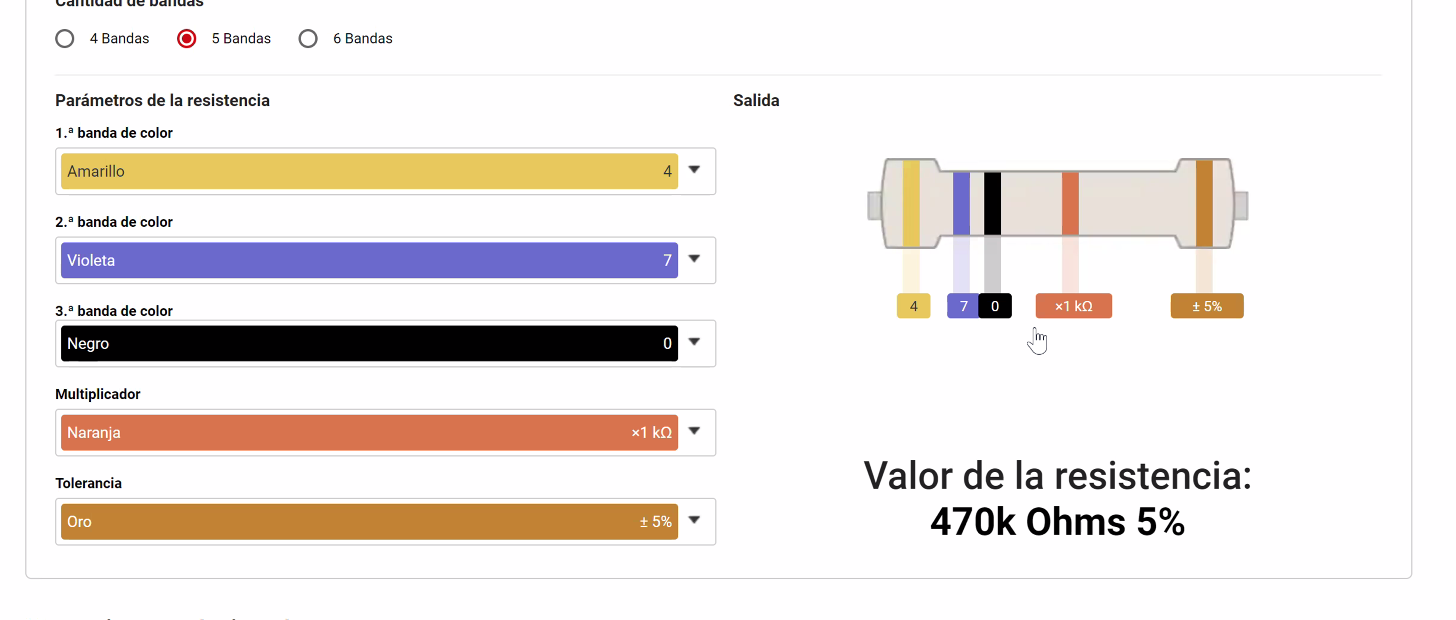 Cantidad de bandas
4 Bandas 5 Bandas 6 Bandas
Parámetros de la resistencia
1.ª banda de color
Amarillo 4
2.ª banda de color
Violeta 7
3.ª banda de color
Negro 0
Multiplicador
Naranja ×1 kΩ
Tolerancia
Oro ± 5%
Salida
4 7 0 ×1 kΩ ± 5%
Valor de la resistencia:
470k Ohms 5%